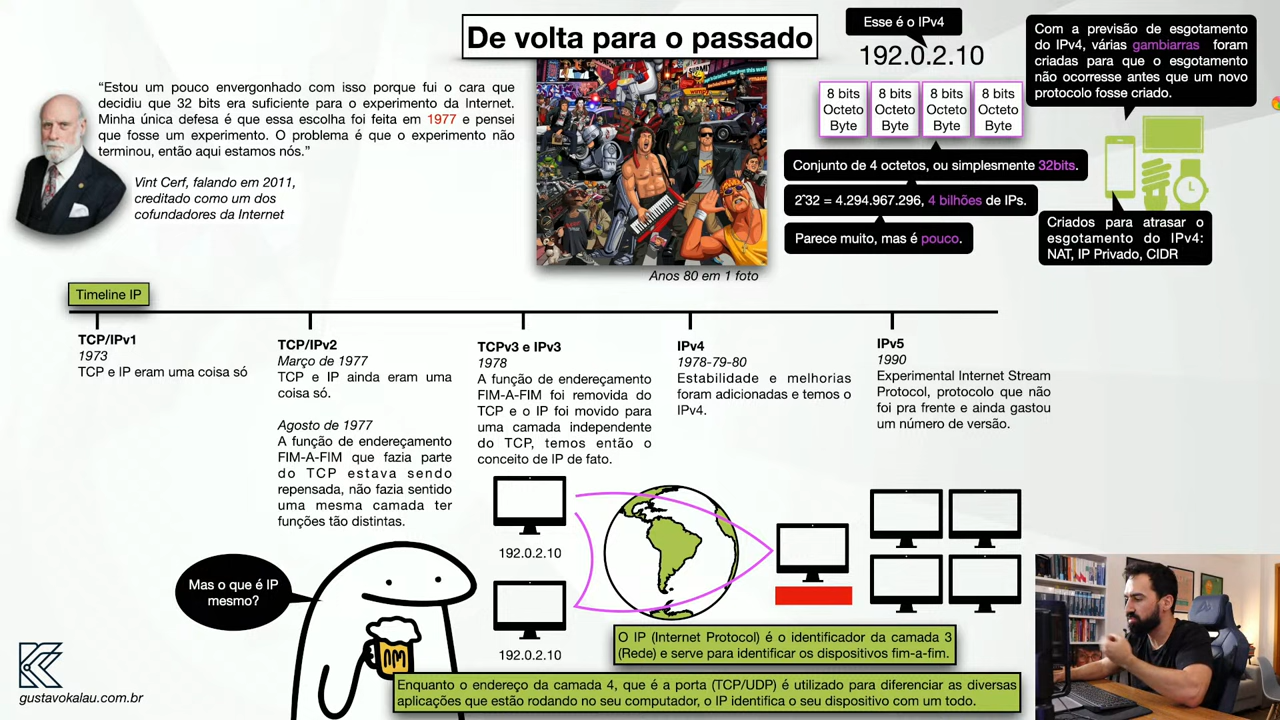 De volta para o passado
“Estou um pouco envergonhado com isso porque fui o cara que
decidiu que 32 bits era suficiente para o experimento da Internet.
Minha única defesa é que essa escolha foi feita em 1977 e pensei
que fosse um experimento. O problema é que o experimento não
terminou, então aqui estamos nós.”
Vint Cerf, falando em 2011,
creditado como um dos
cofundadores da Internet
Anos 80 em 1 foto
Esse é o IPv4
192.0.2.10
8 bits
Octeto
Byte
8 bits
Octeto
Byte
8 bits
Octeto
Byte
8 bits
Octeto
Byte
Conjunto de 4 octetos, ou simplesmente 32bits.
2ˆ32 = 4.294.967.296, 4 bilhões de IPs.
Parece muito, mas é pouco.
Com a previsão de esgotamento
do IPv4, várias gambiarras foram
criadas para que o esgotamento
não ocorresse antes que um novo
protocolo fosse criado.
Criados para atrasar o
esgotamento do IPv4:
NAT, IP Privado, CIDR
Timeline IP
TCP/IPv1
1973
TCP e IP eram uma coisa só
TCP/IPv2
Março de 1977
TCP e IP ainda eram uma
coisa só.
Agosto de 1977
A função de endereçamento
FIM-A-FIM que fazia parte
do TCP estava sendo
repensada, não fazia sentido
uma mesma camada ter
funções tão distintas.
TCPv3 e IPv3
1978
A função de endereçamento
FIM-A-FIM foi removida do
TCP e o IP foi movido para
uma camada independente
do TCP, temos então o
conceito de IP de fato.
IPv4
1978-79-80
Estabilidade e melhorias
foram adicionadas e temos o
IPv4.
IPv5
1990
Experimental Internet Stream
Protocol, protocolo que não
foi pra frente e ainda gastou
um número de versão.
Mas o que é IP
mesmo?
192.0.2.10
192.0.2.10
O IP (Internet Protocol) é o identificador da camada 3
(Rede) e serve para identificar os dispositivos fim-a-fim.
Enquanto o endereço da camada 4, que é a porta (TCP/UDP) é utilizado para diferenciar as diversas
aplicações que estão rodando no seu computador, o IP identifica o seu dispositivo com um todo.
gustavokalau.com.br